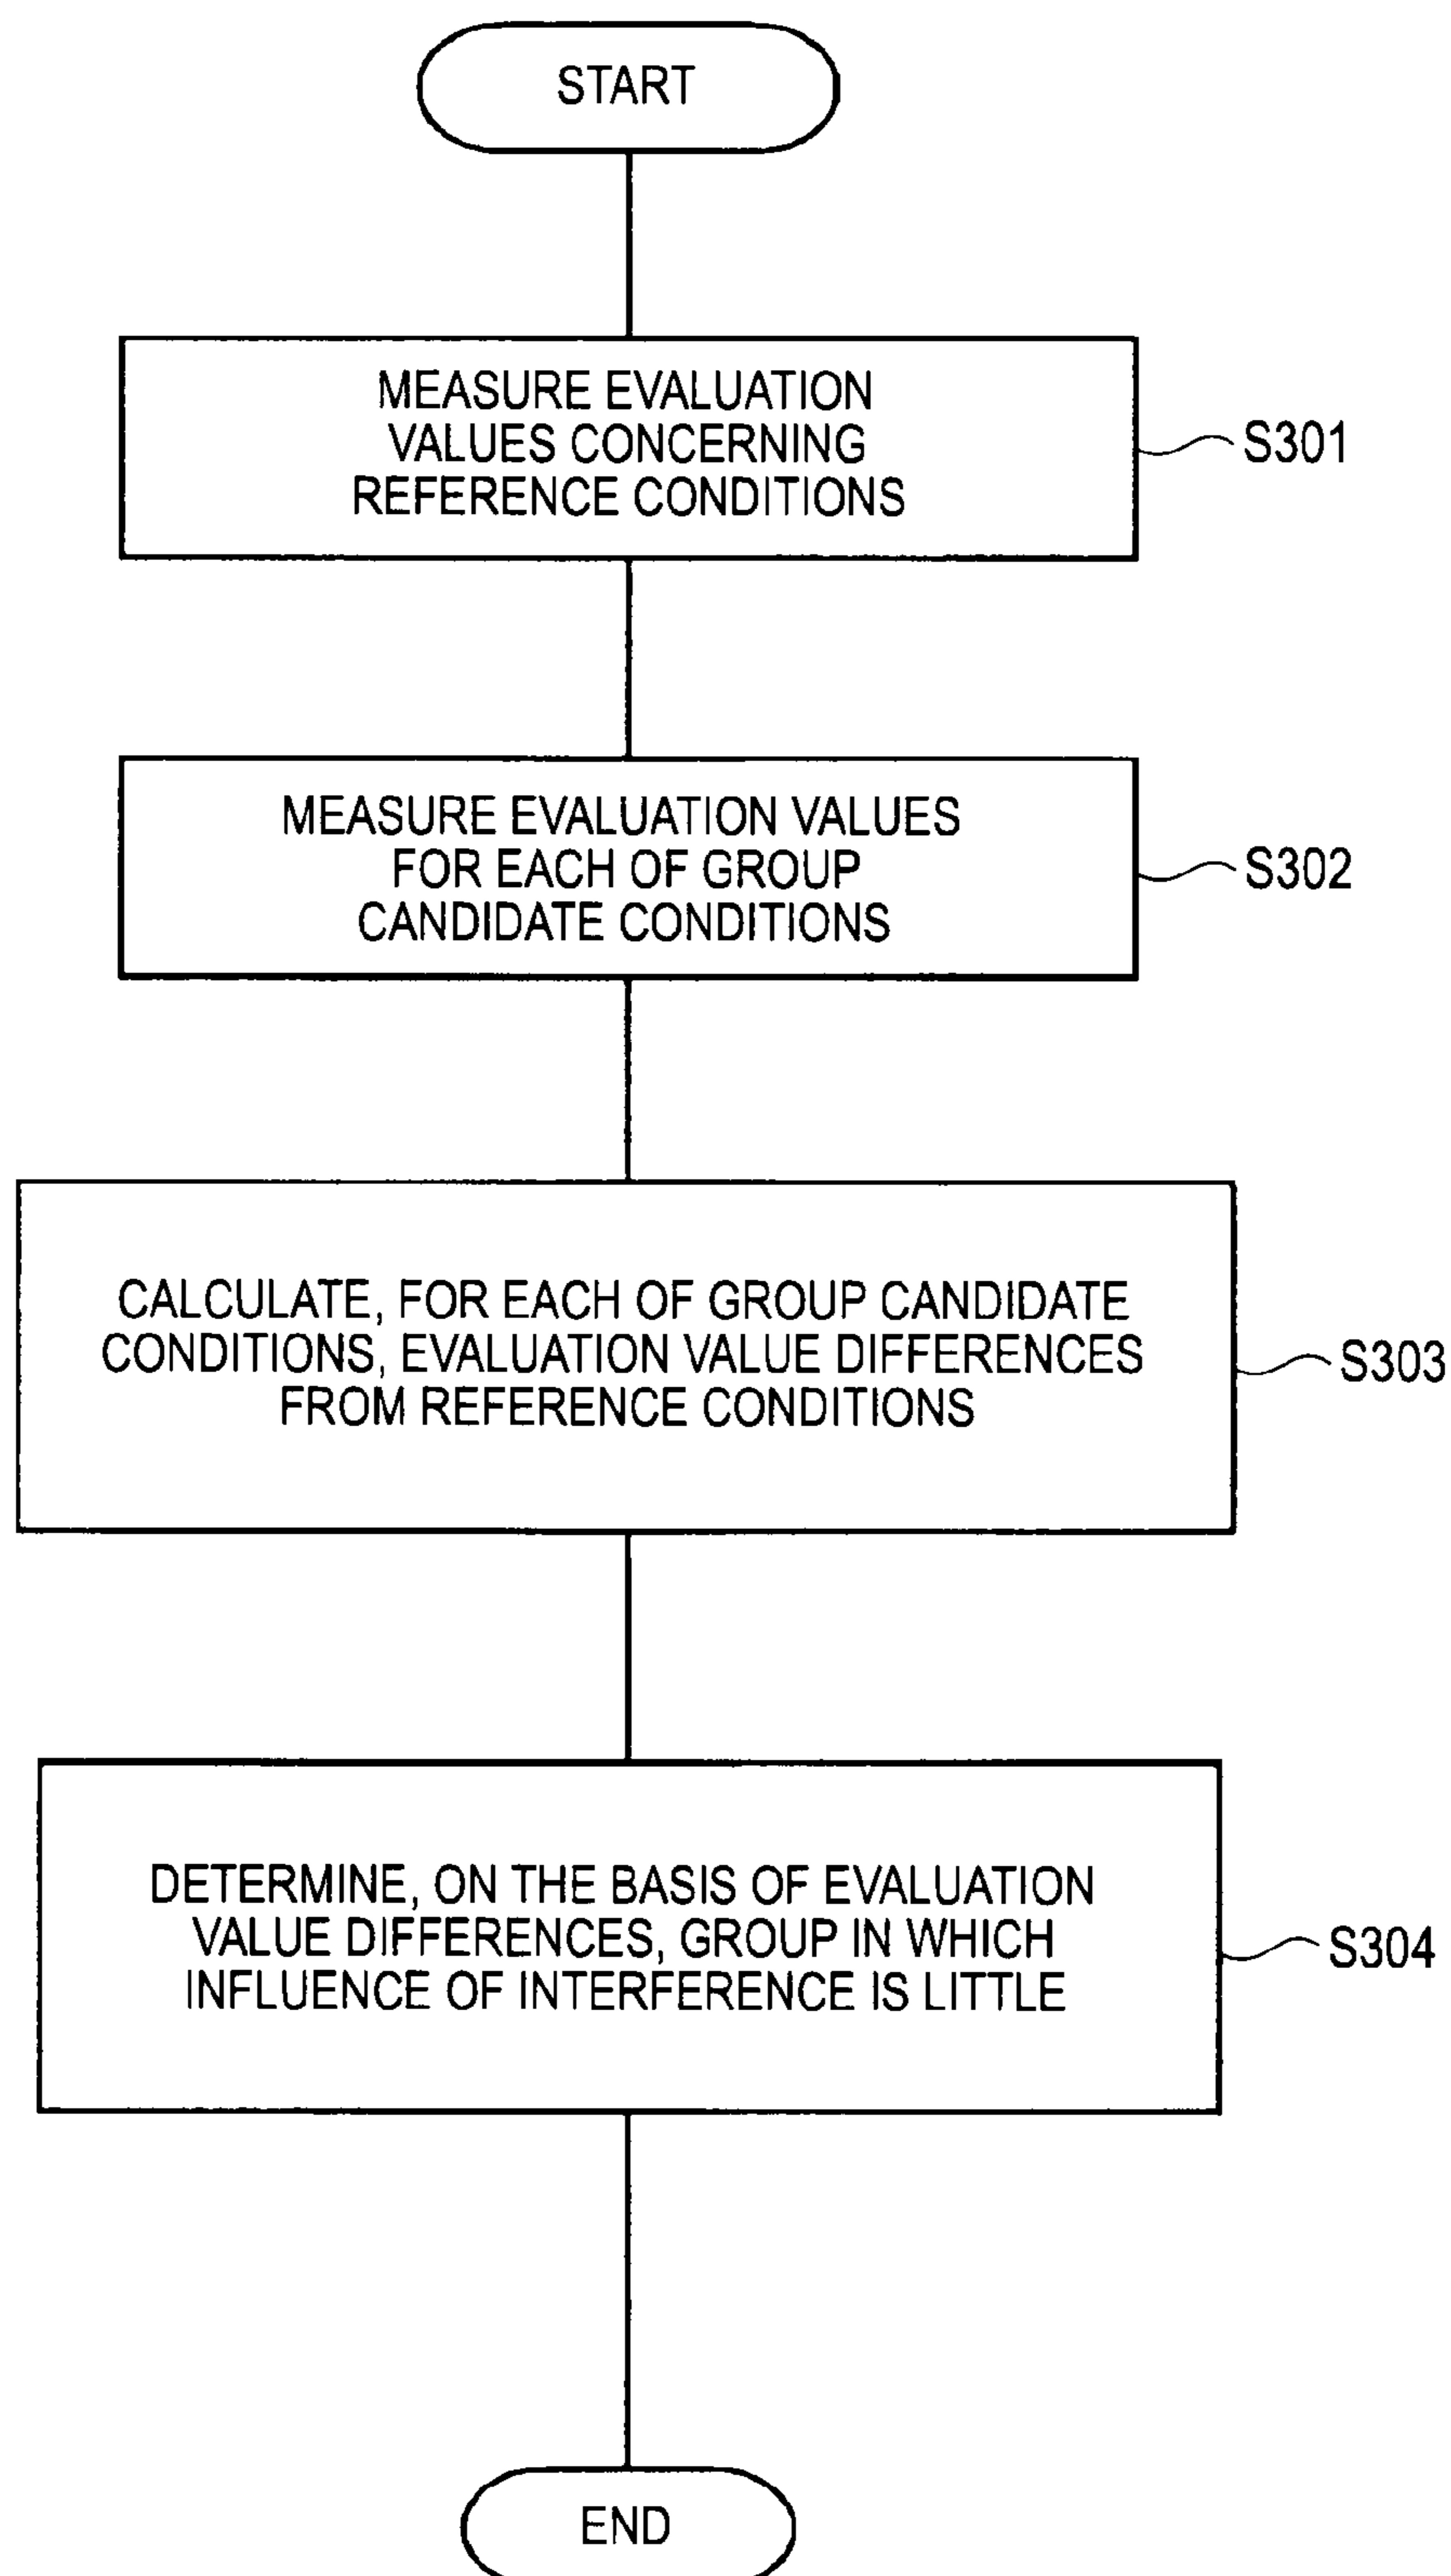 START
MEASURE EVALUATION
VALUES CONCERNING
REFERENCE CONDITIONS
S301
MEASURE EVALUATION VALUES
FOR EACH OF GROUP
CANDIDATE CONDITIONS
S302
CALCULATE, FOR EACH OF GROUP CANDIDATE
CONDITIONS, EVALUATION VALUE DIFFERENCES
FROM REFERENCE CONDITIONS
S303
DETERMINE, ON THE BASIS OF EVALUATION
VALUE DIFFERENCES, GROUP IN WHICH
INFLUENCE OF INTERFERENCE IS LITTLE
S304
END